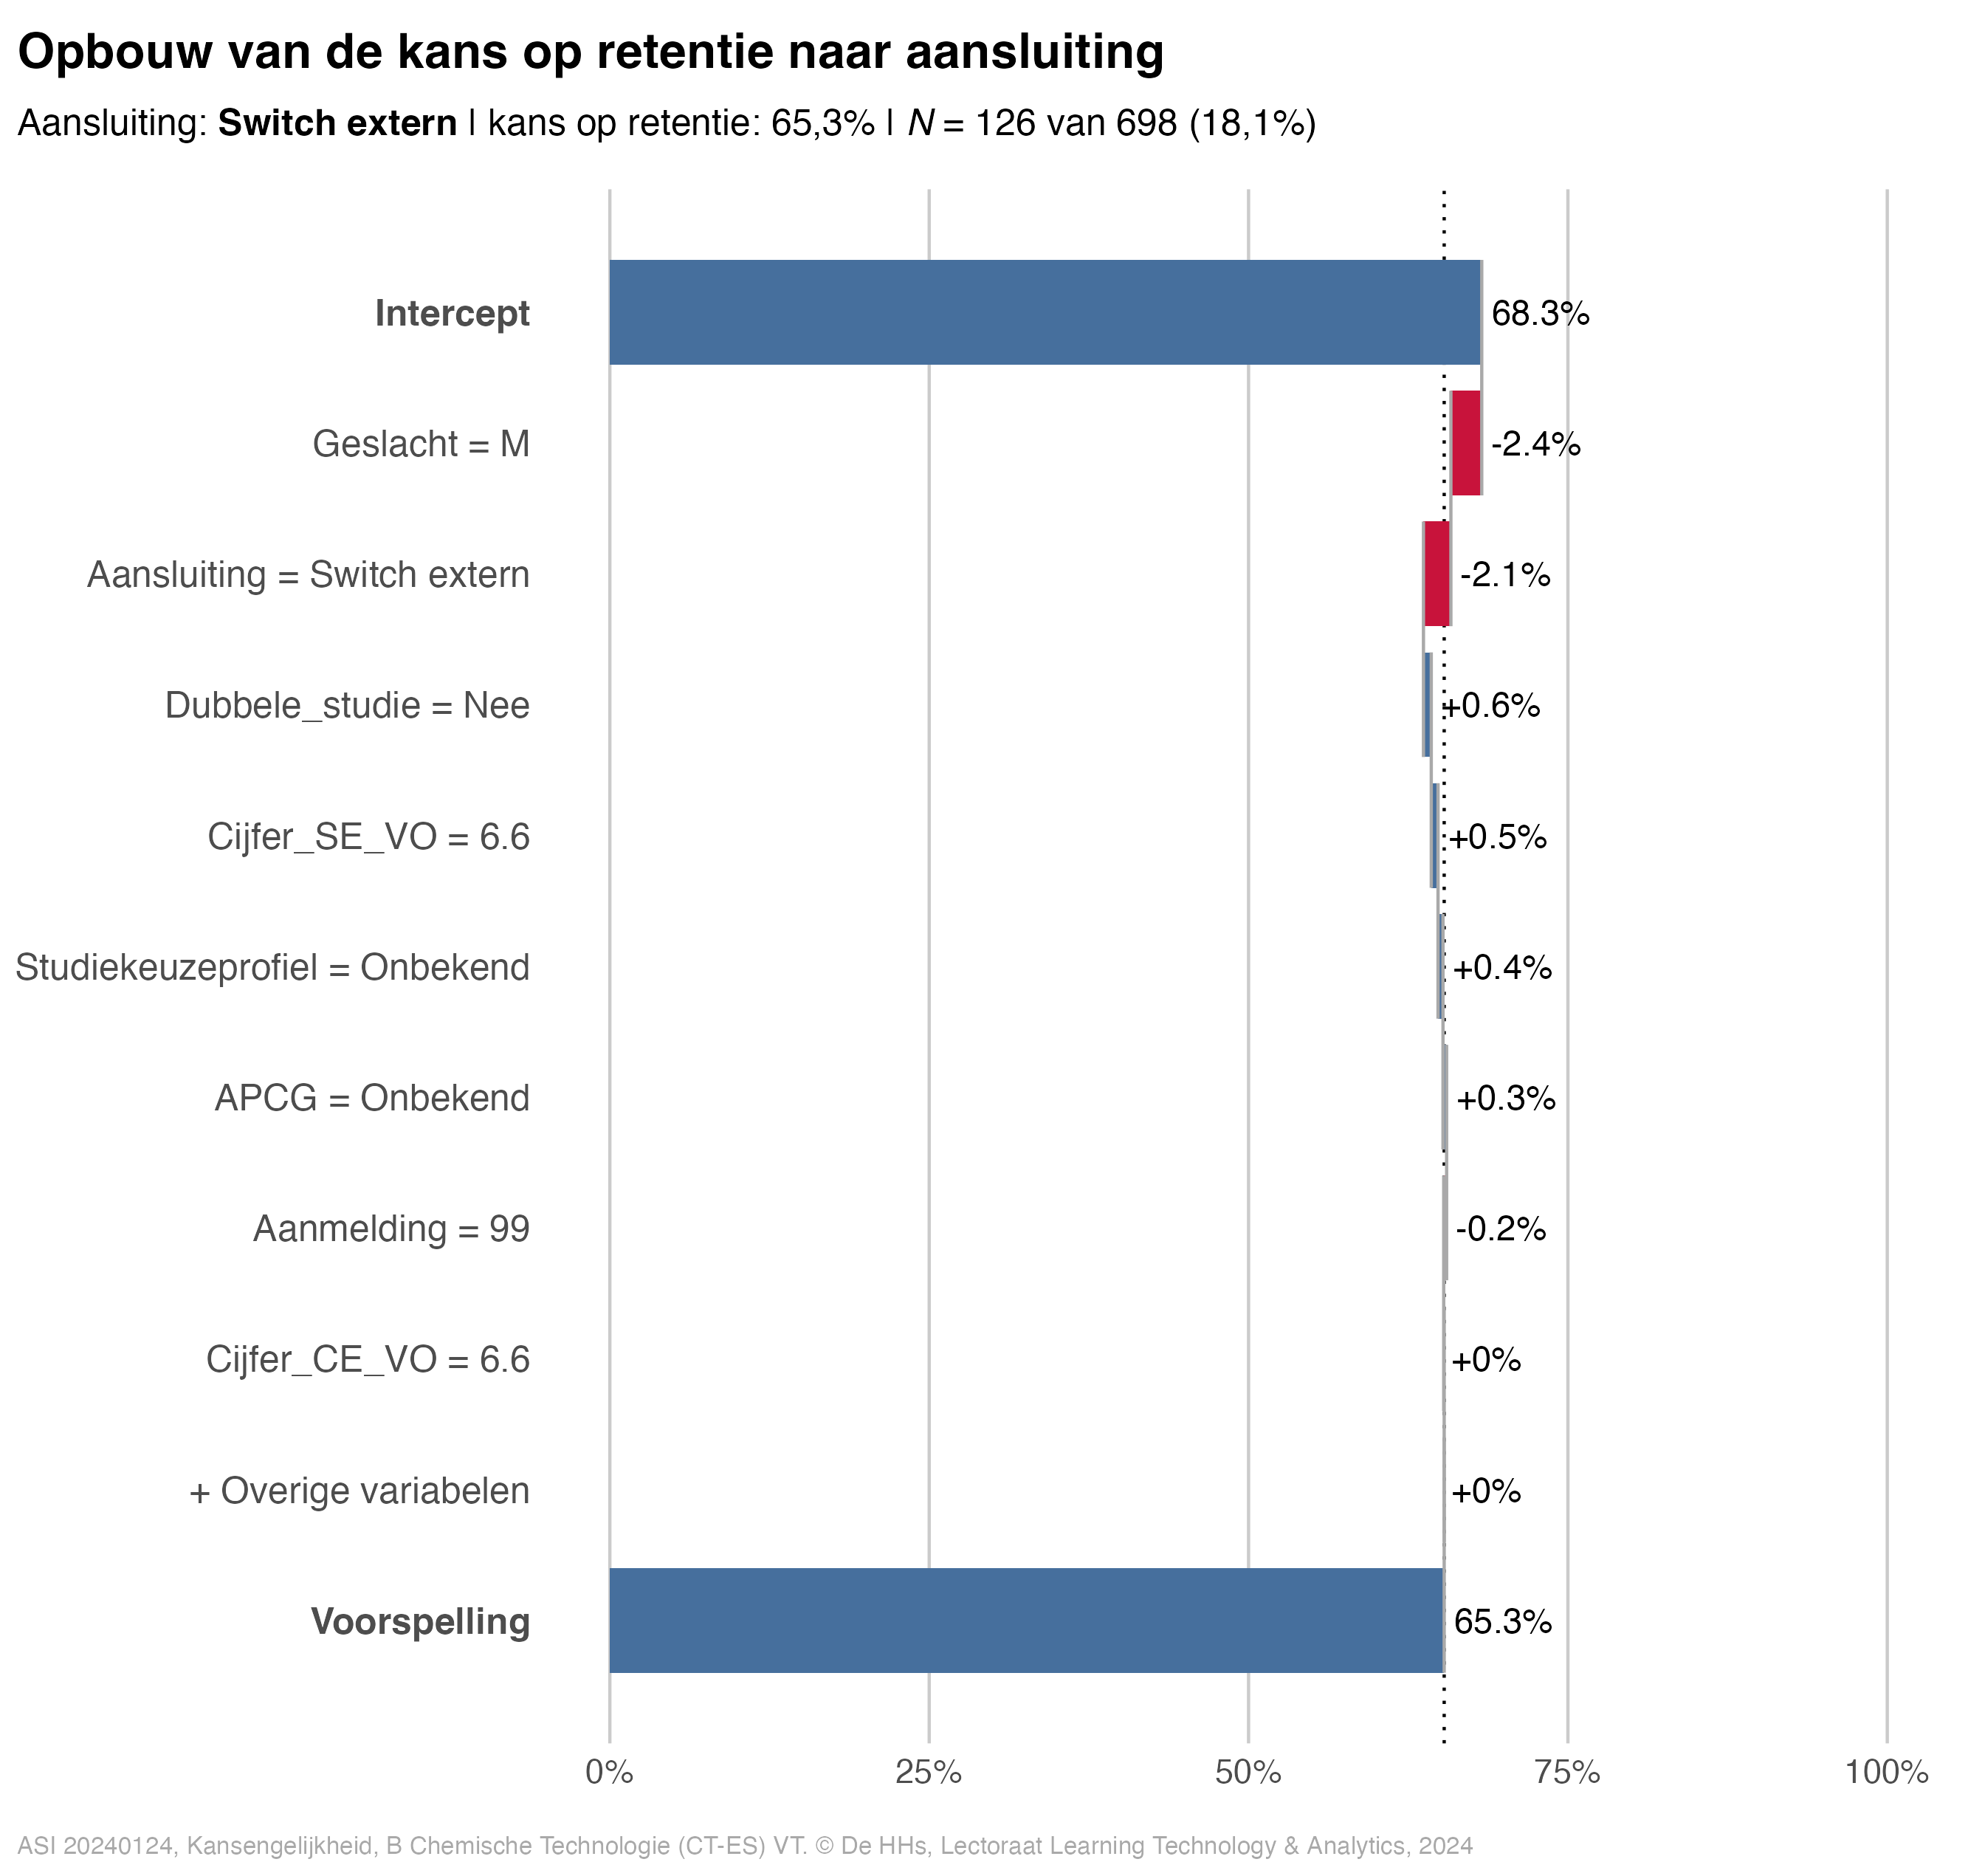 Opbouw van de kans op retentie naar aansluiting
Aansluiting: Switch extern | kans op retentie: 65,3% | N = 126 van 698 (18,1%)
Intercept 68.3%
Geslacht = M -2.4%
Aansluiting = Switch extern -2.1%
Dubbele_studie = Nee +0.6%
Cijfer_SE_VO = 6.6 +0.5%
Studiekeuzeprofiel = Onbekend +0.4%
APCG = Onbekend +0.3%
Aanmelding = 99 -0.2%
Cijfer_CE_VO = 6.6 +0%
+ Overige variabelen +0%
Voorspelling 65.3%
0% 25% 50% 75% 100%
ASI 20240124, Kansengelijkheid, B Chemische Technologie (CT-ES) VT. © De HHs, Lectoraat Learning Technology & Analytics, 2024